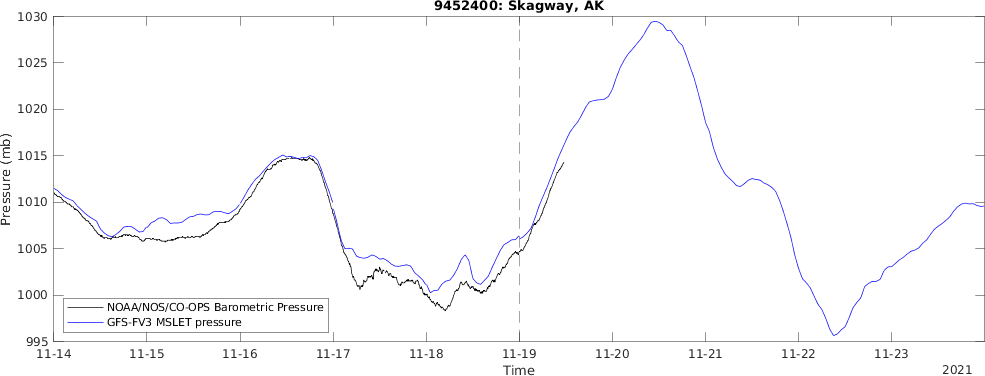 9452400: Skagway, AK
Pressure (mb)
1030
1025
1020
1015
1010
1005
1000
995
NOAA/NOS/CO-OPS Barometric Pressure
GFS-FV3 MSLET pressure
11-14 11-15 11-16 11-17 11-18 11-19 11-20 11-21 11-22 11-23
Time
2021